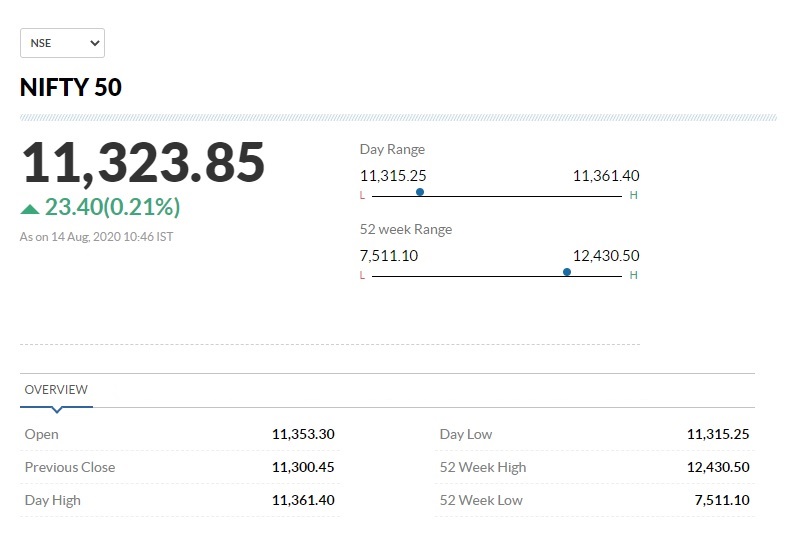 NSE
NIFTY 50
11,323.85
23.40(0.21%)
As on 14 Aug, 2020 10:46 IST
Day Range
11,315.25 11,361.40
L H
52 week Range
7,511.10 12,430.50
L H
OVERVIEW
Open 11,353.30
Previous Close 11,300.45
Day High 11,361.40
Day Low 11,315.25
52 Week High 12,430.50
52 Week Low 7,511.10